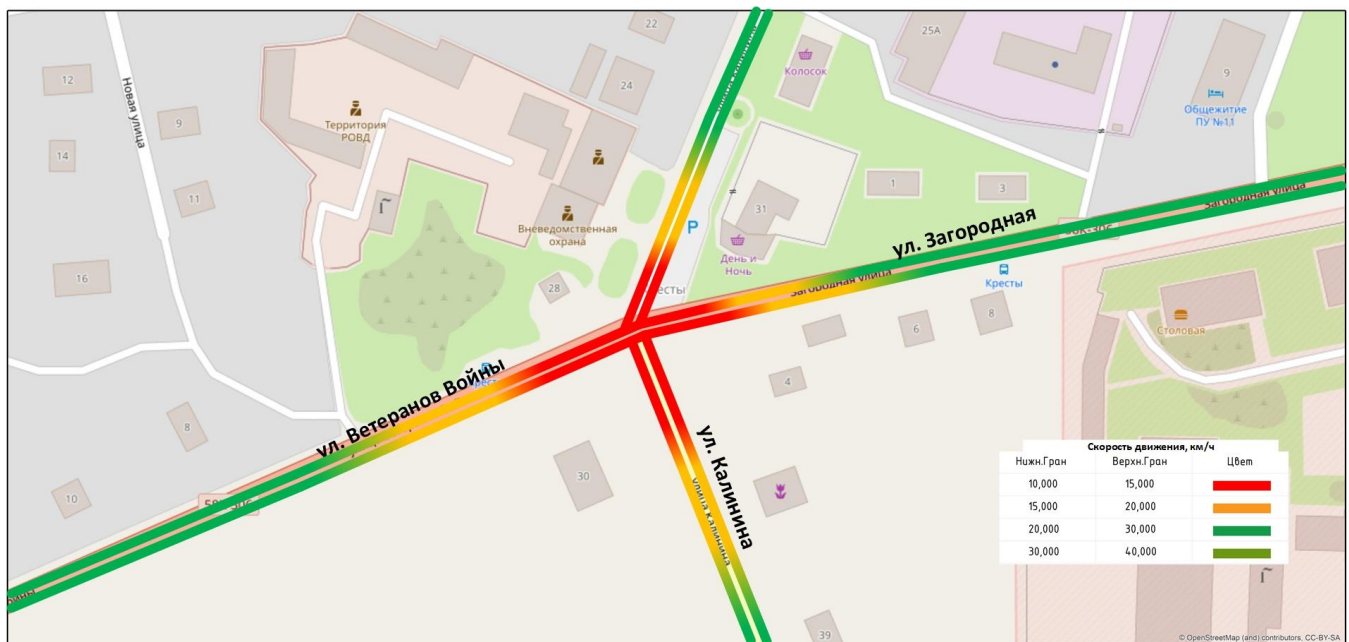 22
25А
12
Новая улица
24
Колосок
9
Общежитие
ПУ №11
9
Территория
РОВД
14
1
3
11
31
Р
Вневедомственная
охрана
День и
Ночь
ул. Загородная
Загородная улица
16
28
Кресты
Загородная улица
8
6
Столовая
4
ул. Ветеранов Войны
ул. Калинина
улица Калинина
8
10
30
39
Скорость движения, км/ч
Нижн.Гран Верхн.Гран Цвет
10,000 15,000
15,000 20,000
20,000 30,000
30,000 40,000
© OpenStreetMap (and) contributors, CC-BY-SA